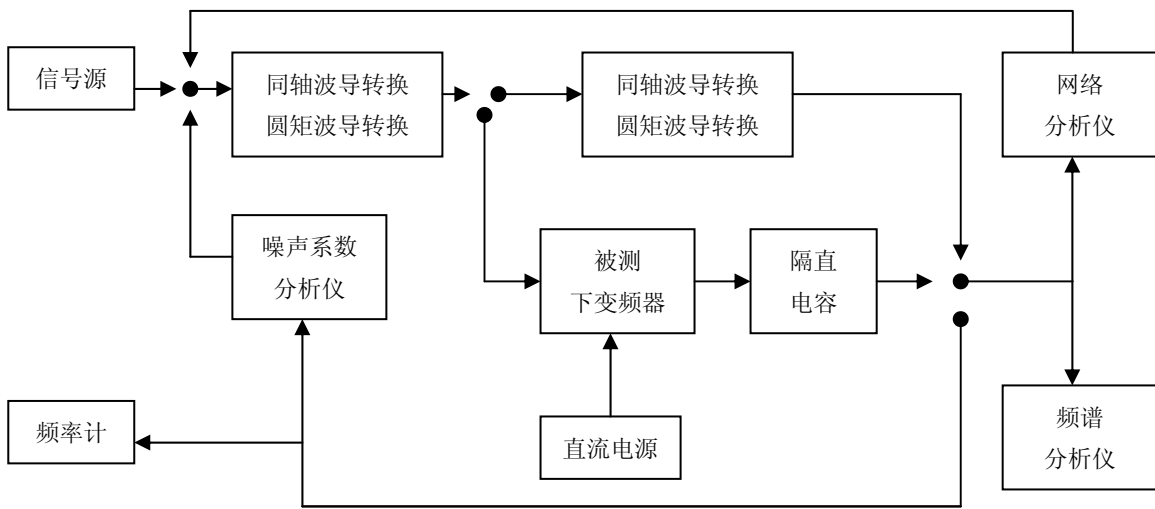 信号源
同轴波导转换
圆矩波导转换
同轴波导转换
圆矩波导转换
网络
分析仪
噪声系数
分析仪
被测
下变频器
隔直
电容
频率计
直流电源
频谱
分析仪